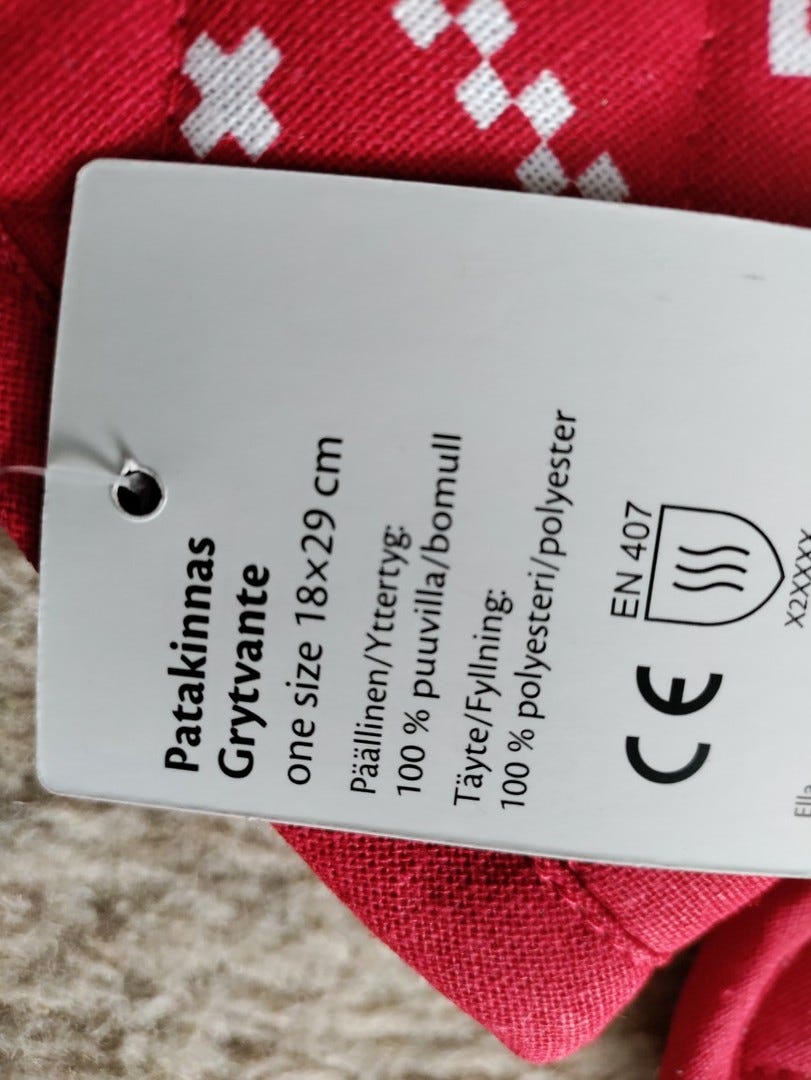 Patakinnas
Grytvante
one size 18×29 cm
Päällinen/Yttertyg:
100 % puuvilla/bomull
Täyte/Fyllning:
100 % polyesteri/polyester
CE EN 407
X2XXXX
Ella